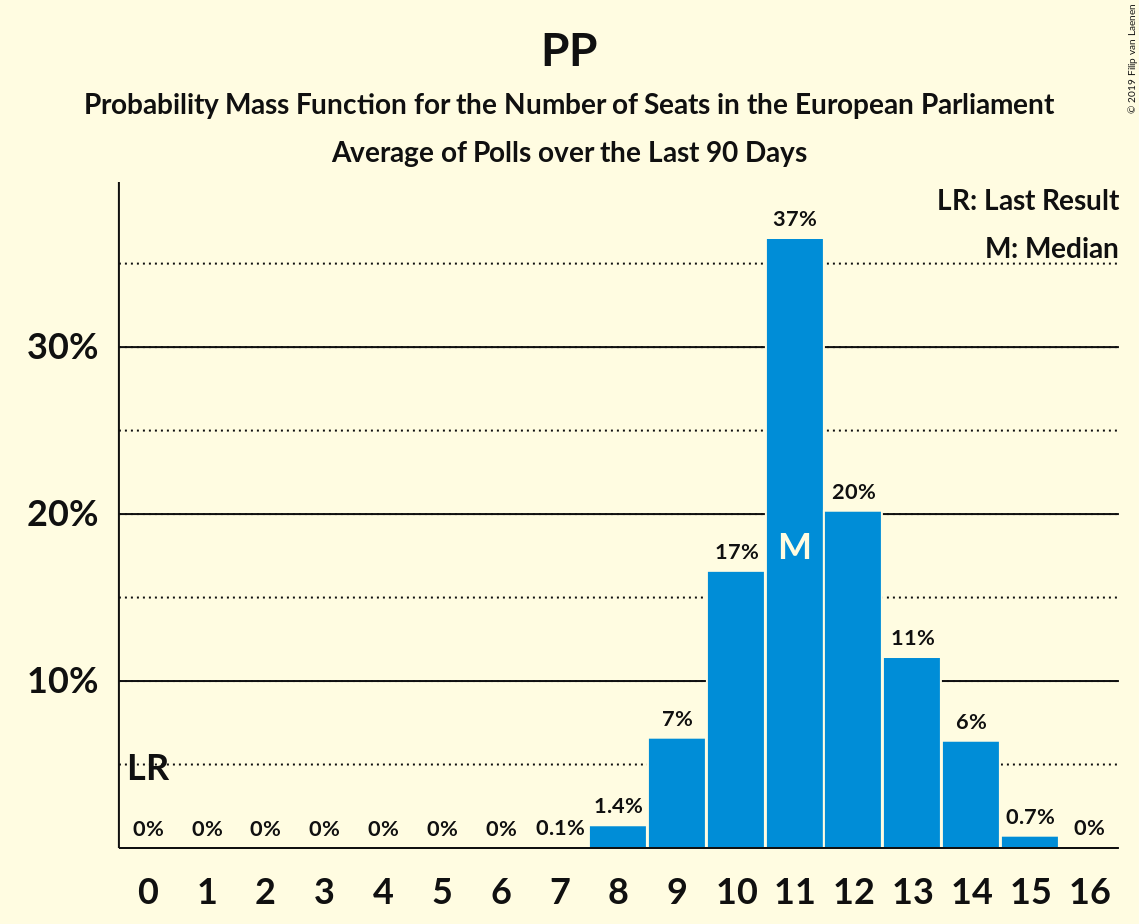 PP
Probability Mass Function for the Number of Seats in the European Parliament
Average of Polls over the Last 90 Days
© 2019 Filip van Laenen
LR: Last Result
M: Median
37%
30%
20%
20%
M
17%
11%
10%
7%
6%
LR
1.4%
0.7%
0% 0% 0% 0% 0% 0% 0% 0.1% 0%
0 1 2 3 4 5 6 7 8 9 10 11 12 13 14 15 16